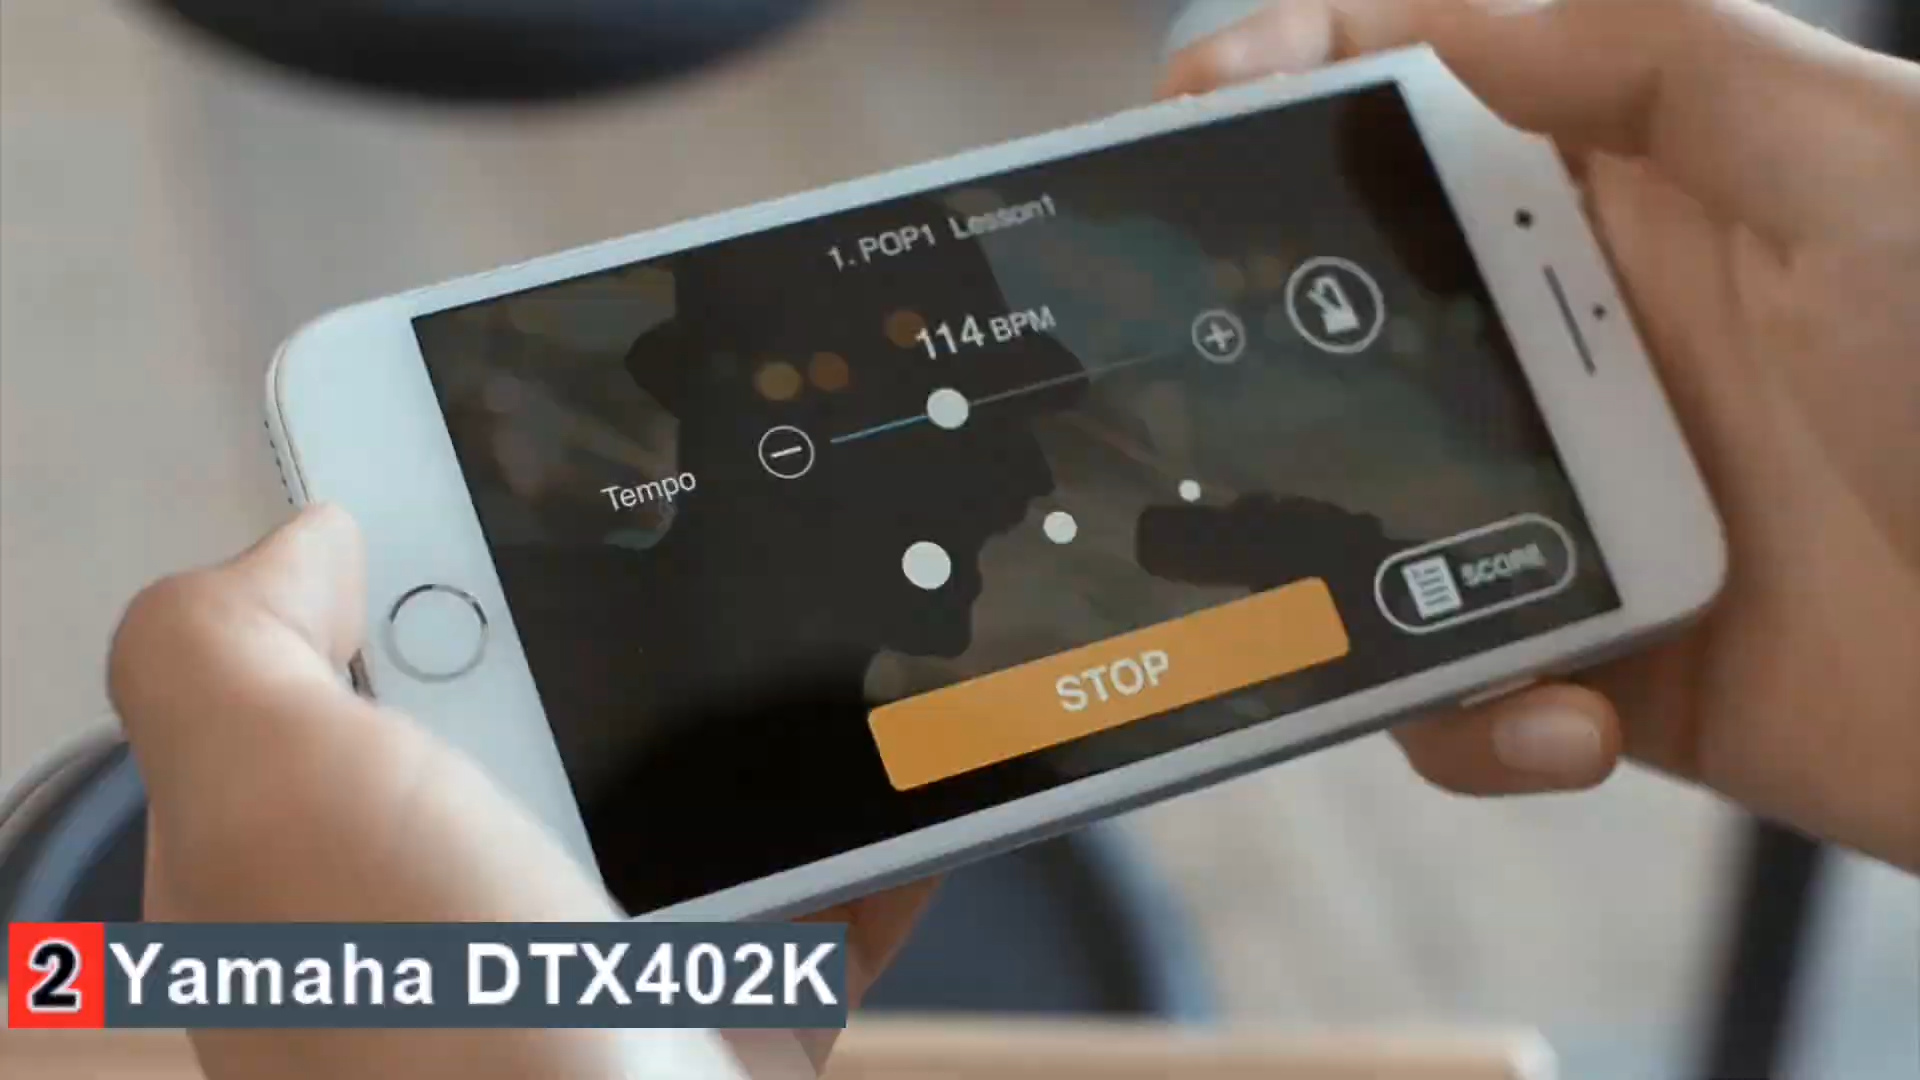 1. POP1 Lesson1
114 BPM
Tempo
SCORE
STOP
2 Yamaha DTX402K